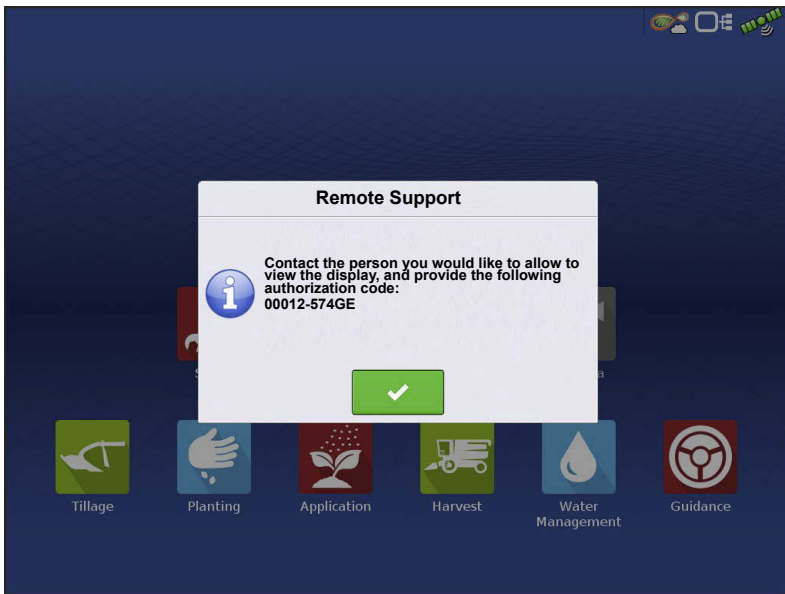 Remote Support
Contact the person you would like to allow to
view the display, and provide the following
authorization code:
00012-574GE
Tillage
Planting
Application
Harvest
Water
Management
Guidance